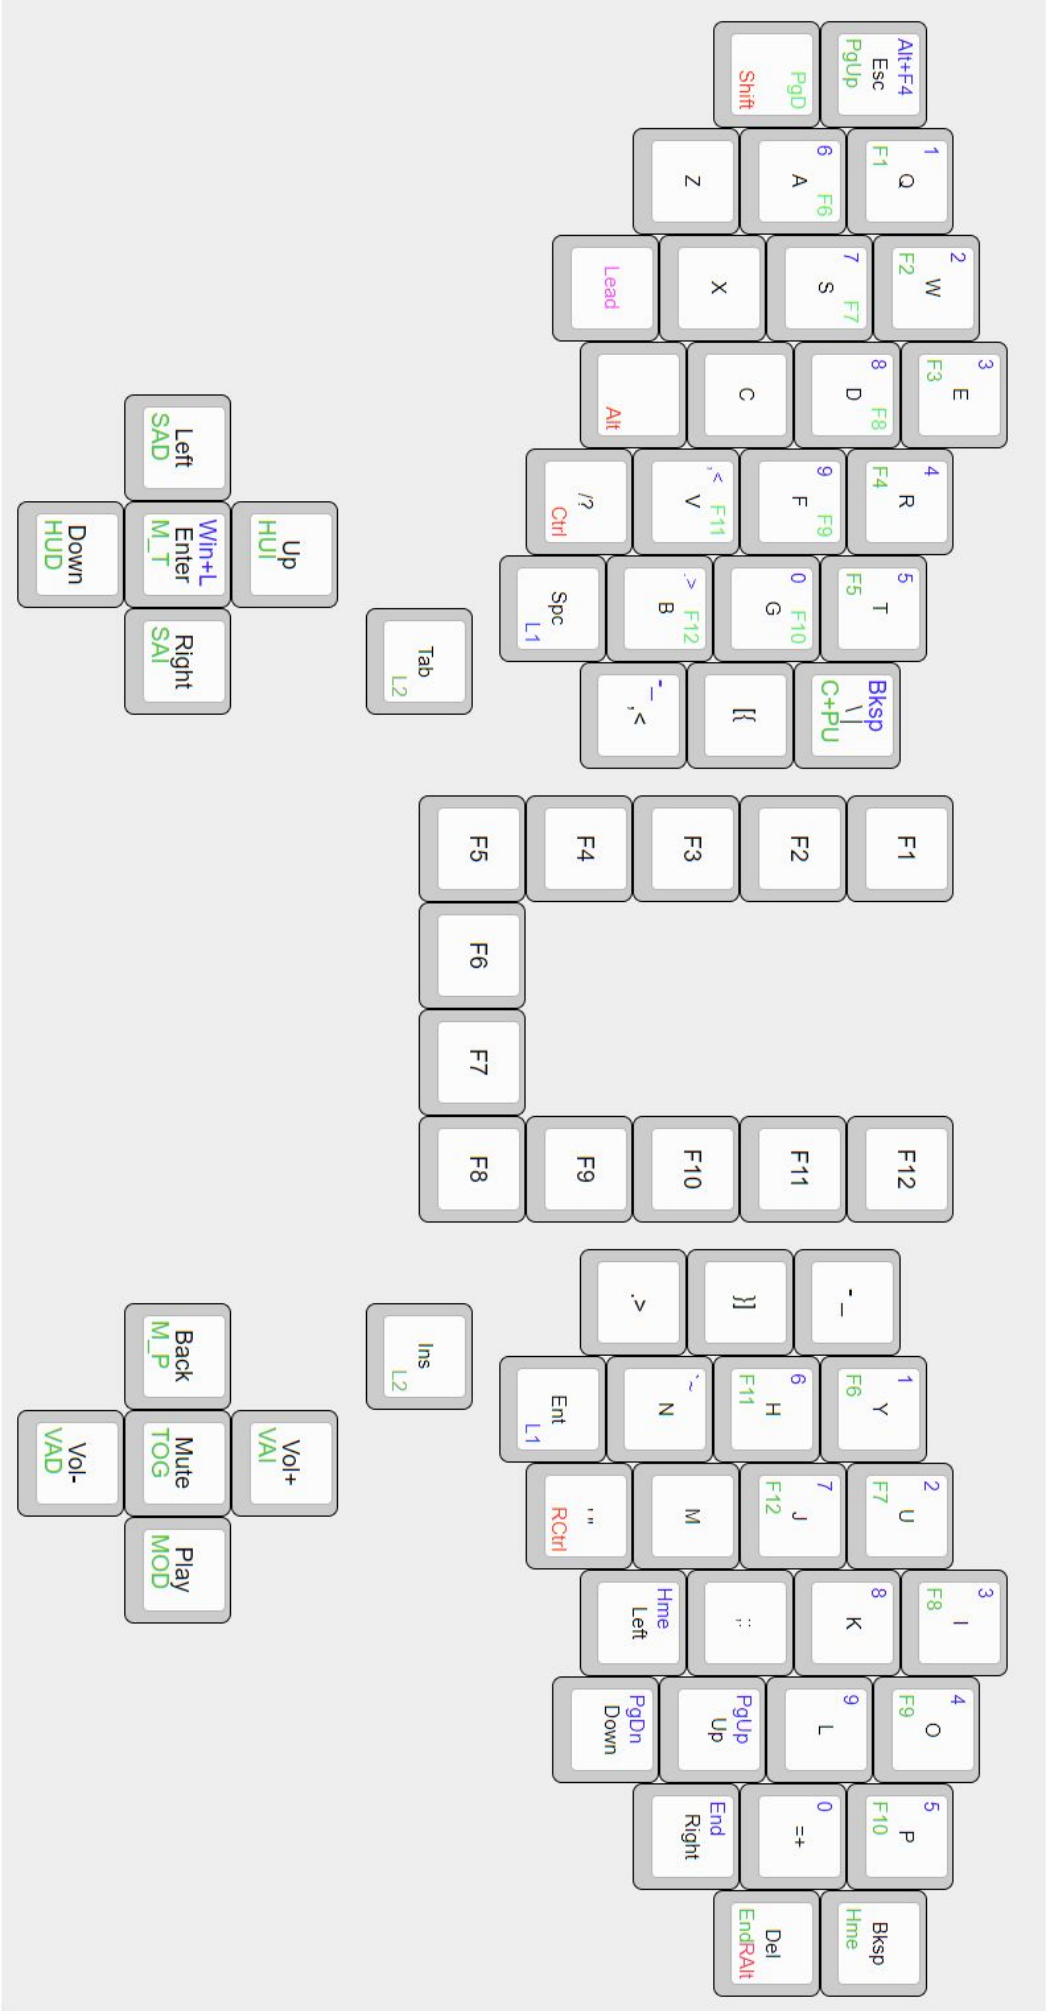 Alt+F4
Esc
PgUp
1
Q
F1
2
W
F2
3
E
F3
4
R
F4
5
T
F5
Bksp
\|
C+PU
F1
F12
-_
1
Y
F6
2
U
F7
3
I
F8
4
O
F9
5
P
F10
Bksp
Hme
PgD
Shift
6 F6
A
7 F7
S
8 F8
D
9 F9
F
0 F10
G
[{
F2
F11
}]
6
H
F11
7
J
F12
8
K
9
L
0
=+
Del
EndRAlt
Z
X
C
,< F11
V
.> F12
B
-_
,<
F3
F10
.>
`~
N
M
;:
PgUp
Up
End
Right
Lead
Alt
/?
Ctrl
Spc
L1
F4
F9
Ent
L1
'"
RCtrl
Hme
Left
PgDn
Down
F5
F6
F7
F8
Tab
L2
Ins
L2
Up
HUI
Vol+
VAI
Left
SAD
Win+L
Enter
M_T
Right
SAI
Back
M_P
Mute
TOG
Play
MOD
Down
HUD
Vol-
VAD